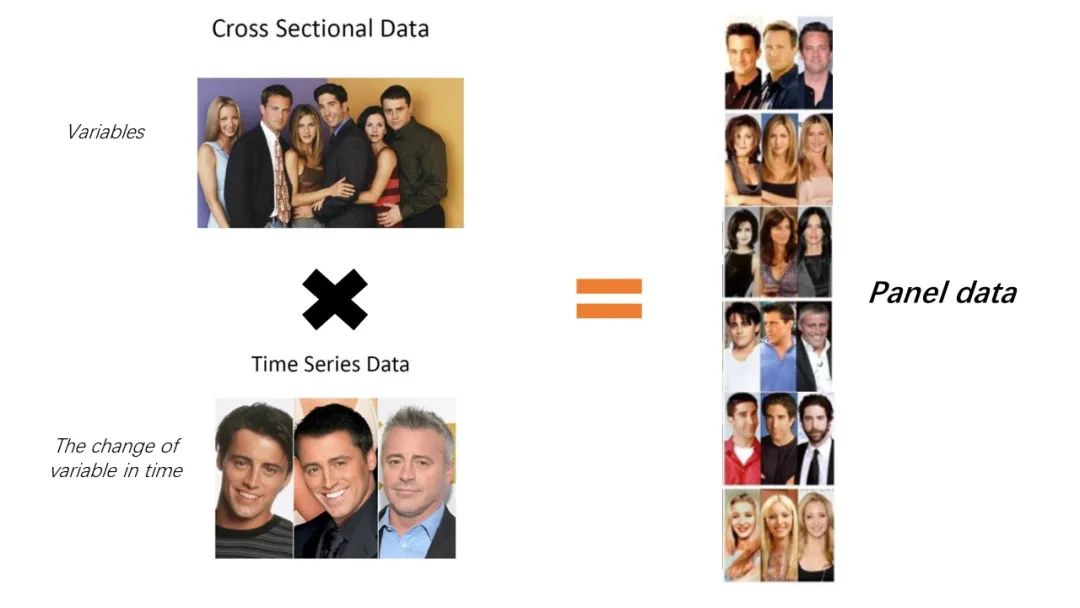 Cross Sectional Data
Variables
Time Series Data
The change of
variable in time
Panel data